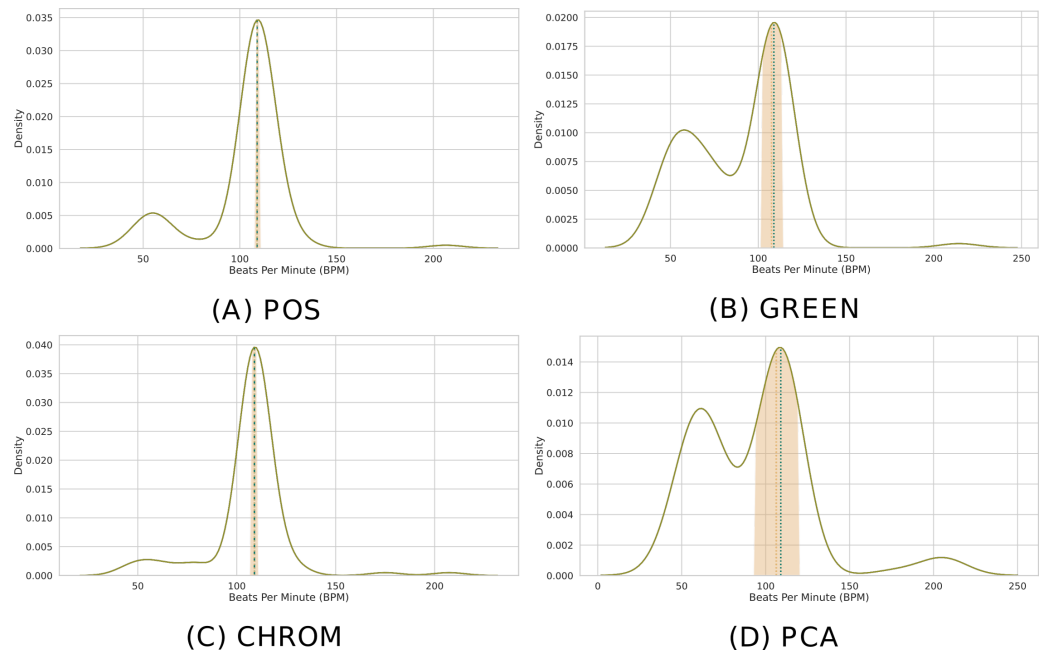 0.035
0.030
0.025
0.020
0.015
0.010
0.005
0.000
Density
50 100 150 200
Beats Per Minute (BPM)
(A) POS
0.0200
0.0175
0.0150
0.0125
0.0100
0.0075
0.0050
0.0025
0.0000
Density
50 100 150 200 250
Beats Per Minute (BPM)
(B) GREEN
0.040
0.035
0.030
0.025
0.020
0.015
0.010
0.005
0.000
Density
50 100 150 200
Beats Per Minute (BPM)
(C) CHROM
0.014
0.012
0.010
0.008
0.006
0.004
0.002
0.000
Density
0 50 100 150 200 250
Beats Per Minute (BPM)
(D) PCA